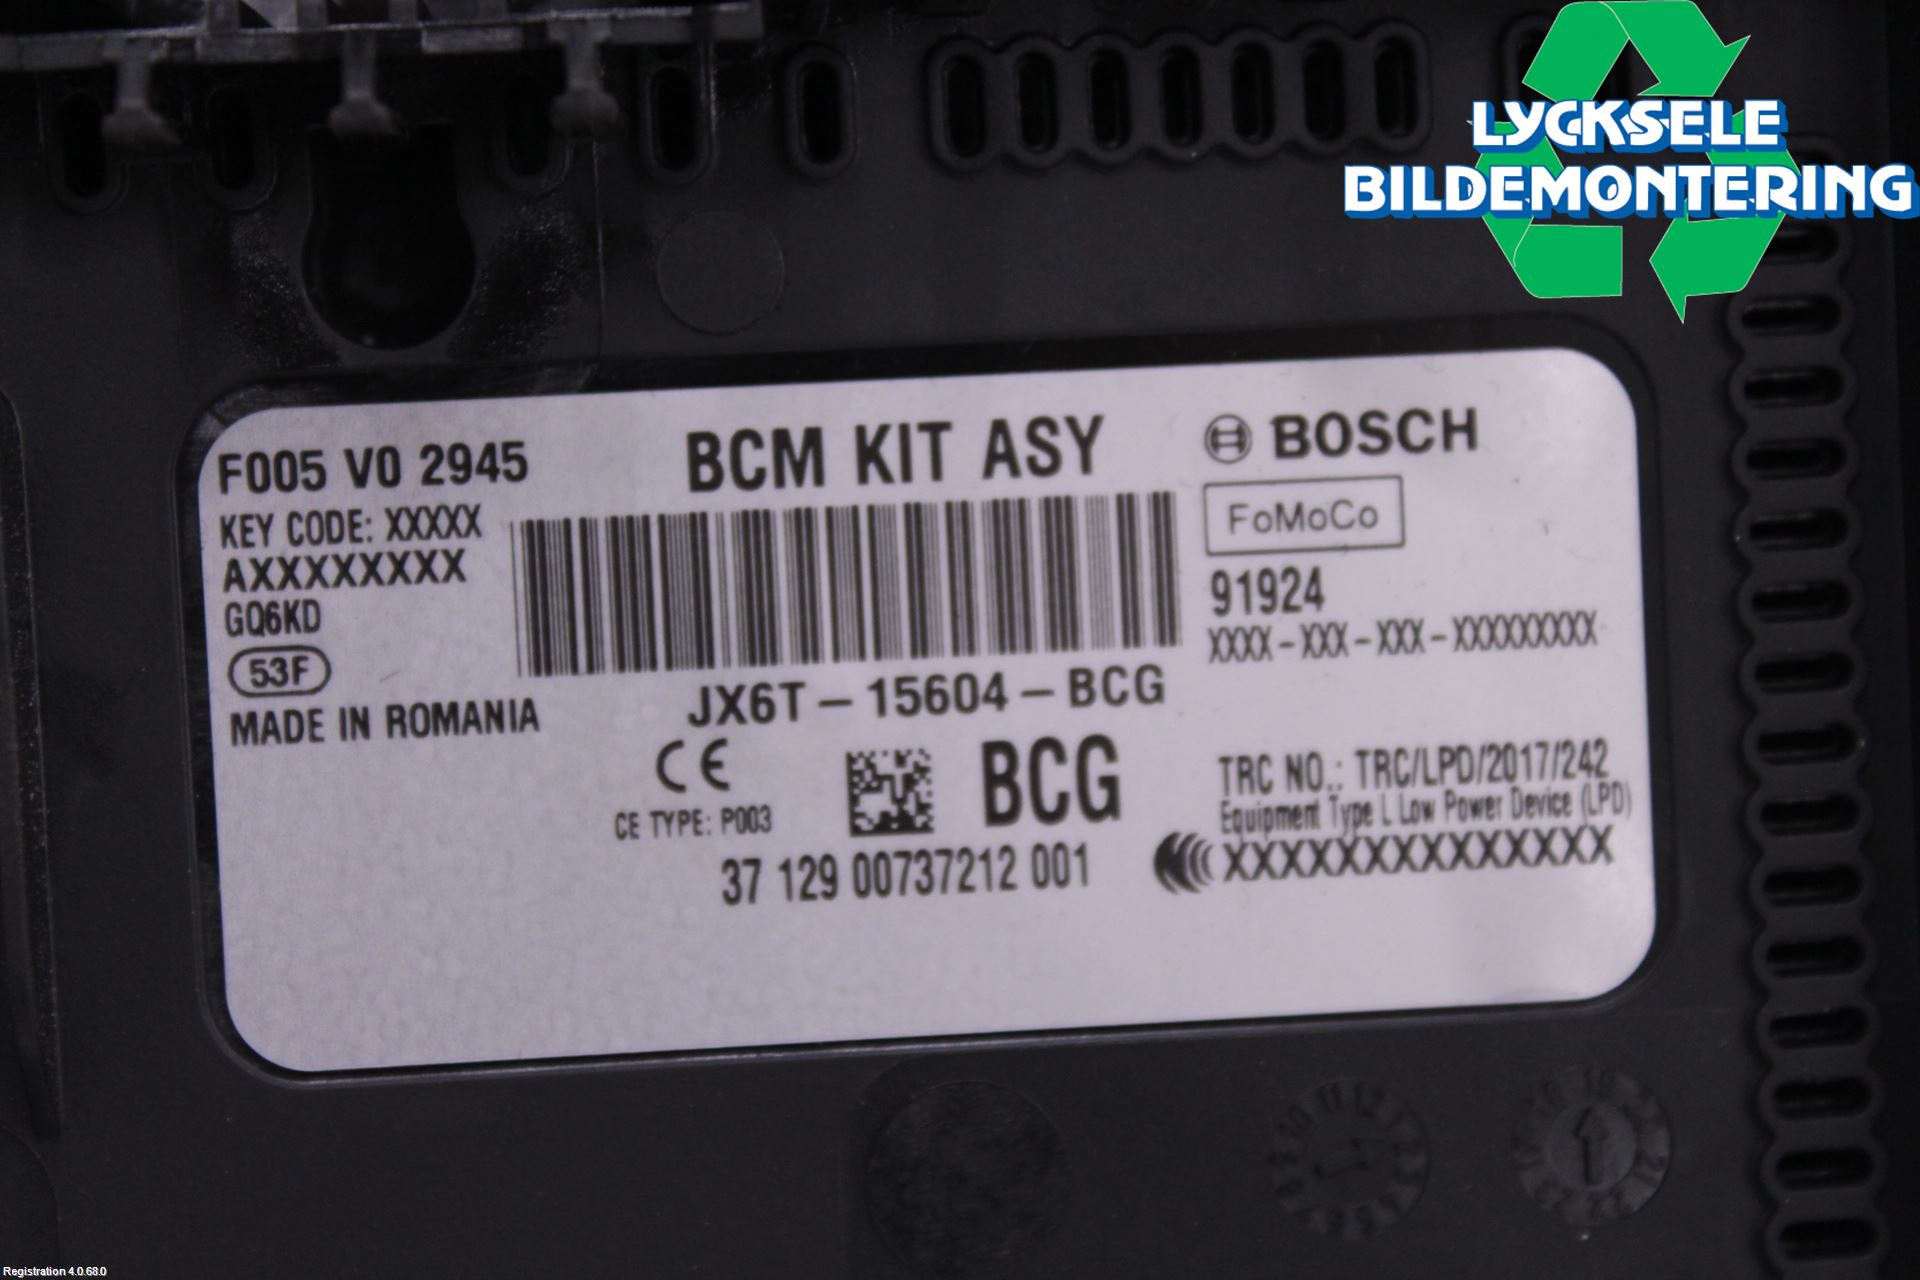 LYCKSELE
BILDEMONTERING
F005 V0 2945
BCM KIT ASY
BOSCH
KEY CODE: XXXXX
AXXXXXXXXX
GQ6KD
53F
MADE IN ROMANIA
FoMoCo
91924
XXXX-XXX-XXX-XXXXXXXXX
JX6T-15604-BCG
CE
CE TYPE: P003
BCG
37 129 00737212 001
TRC NO.: TRC/LPD/2017/242
Equipment Type L Low Power Device (LPD)
XXXXXXXXXXXXXX
Registration 4.0.68.0